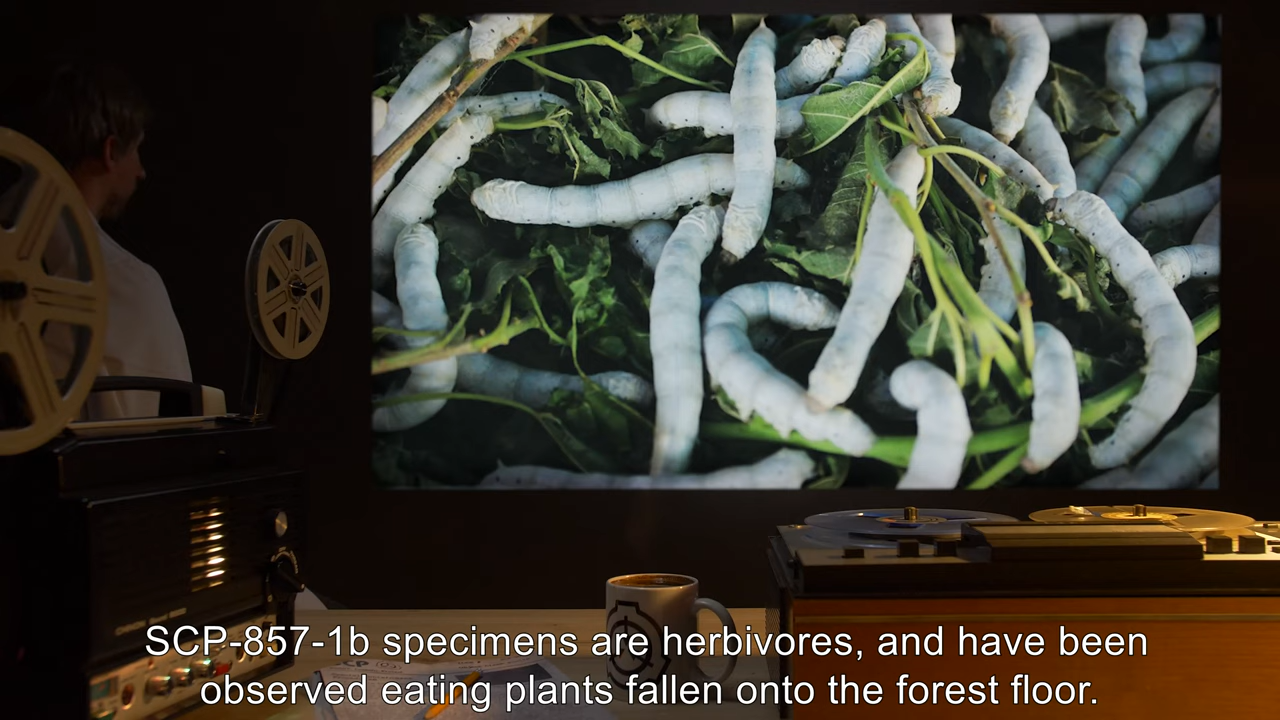 SCP-857-1b specimens are herbivores, and have been
observed eating plants fallen onto the forest floor.